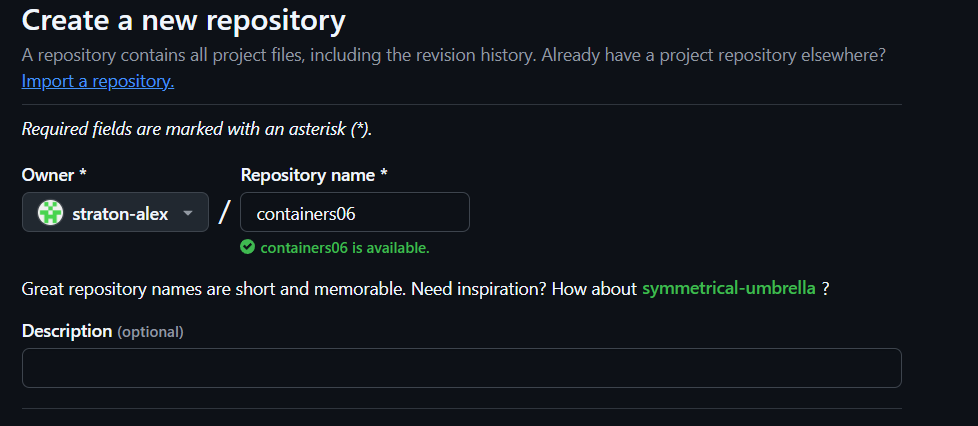 Create a new repository
A repository contains all project files, including the revision history. Already have a project repository elsewhere?
Import a repository.
Required fields are marked with an asterisk (*).
Owner *
Repository name *
straton-alex
/
containers06
containers06 is available.
Great repository names are short and memorable. Need inspiration? How about symmetrical-umbrella ?
Description (optional)